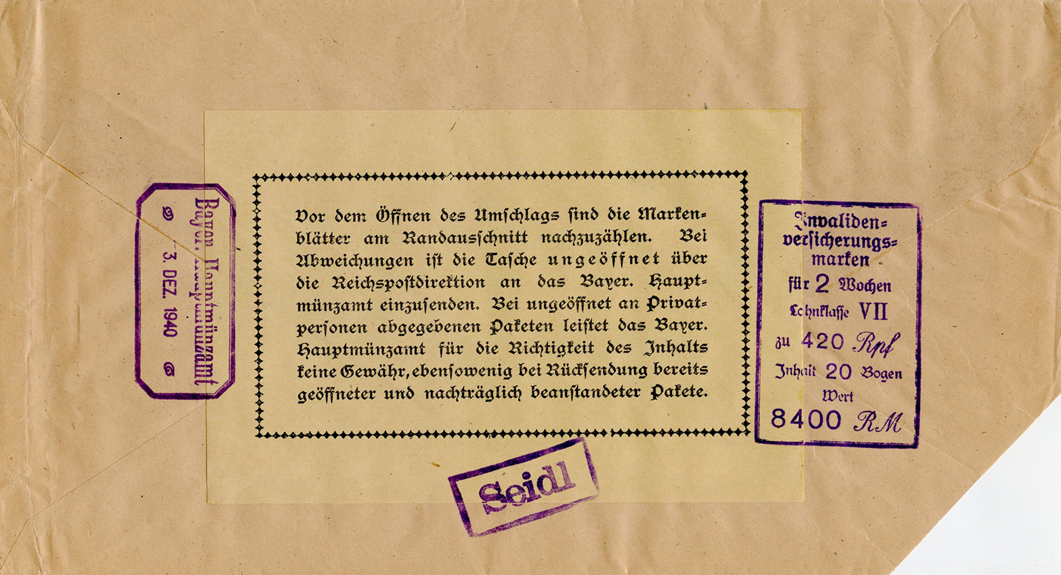 Bayer. Hauptmünzamt
3. DEZ. 1940
Vor dem Öffnen des Umschlags sind die Marken-
blätter am Randausschnitt nachzuzählen. Bei
Abweichungen ist die Tasche ungeöffnet über
die Reichspostdirektion an das Bayer. Haupt-
münzamt einzusenden. Bei ungeöffnet an Privat-
personen abgegebenen Paketen leistet das Bayer.
Hauptmünzamt für die Richtigkeit des Inhalts
keine Gewähr, ebensowenig bei Rücksendung bereits
geöffneter und nachträglich beanstandeter Pakete.
Invaliden-
versicherungs-
marken
für 2 Wochen
Lohnklasse VII
zu 420 Rpf
Inhalt 20 Bogen
Wert
8400 RM
Seidl